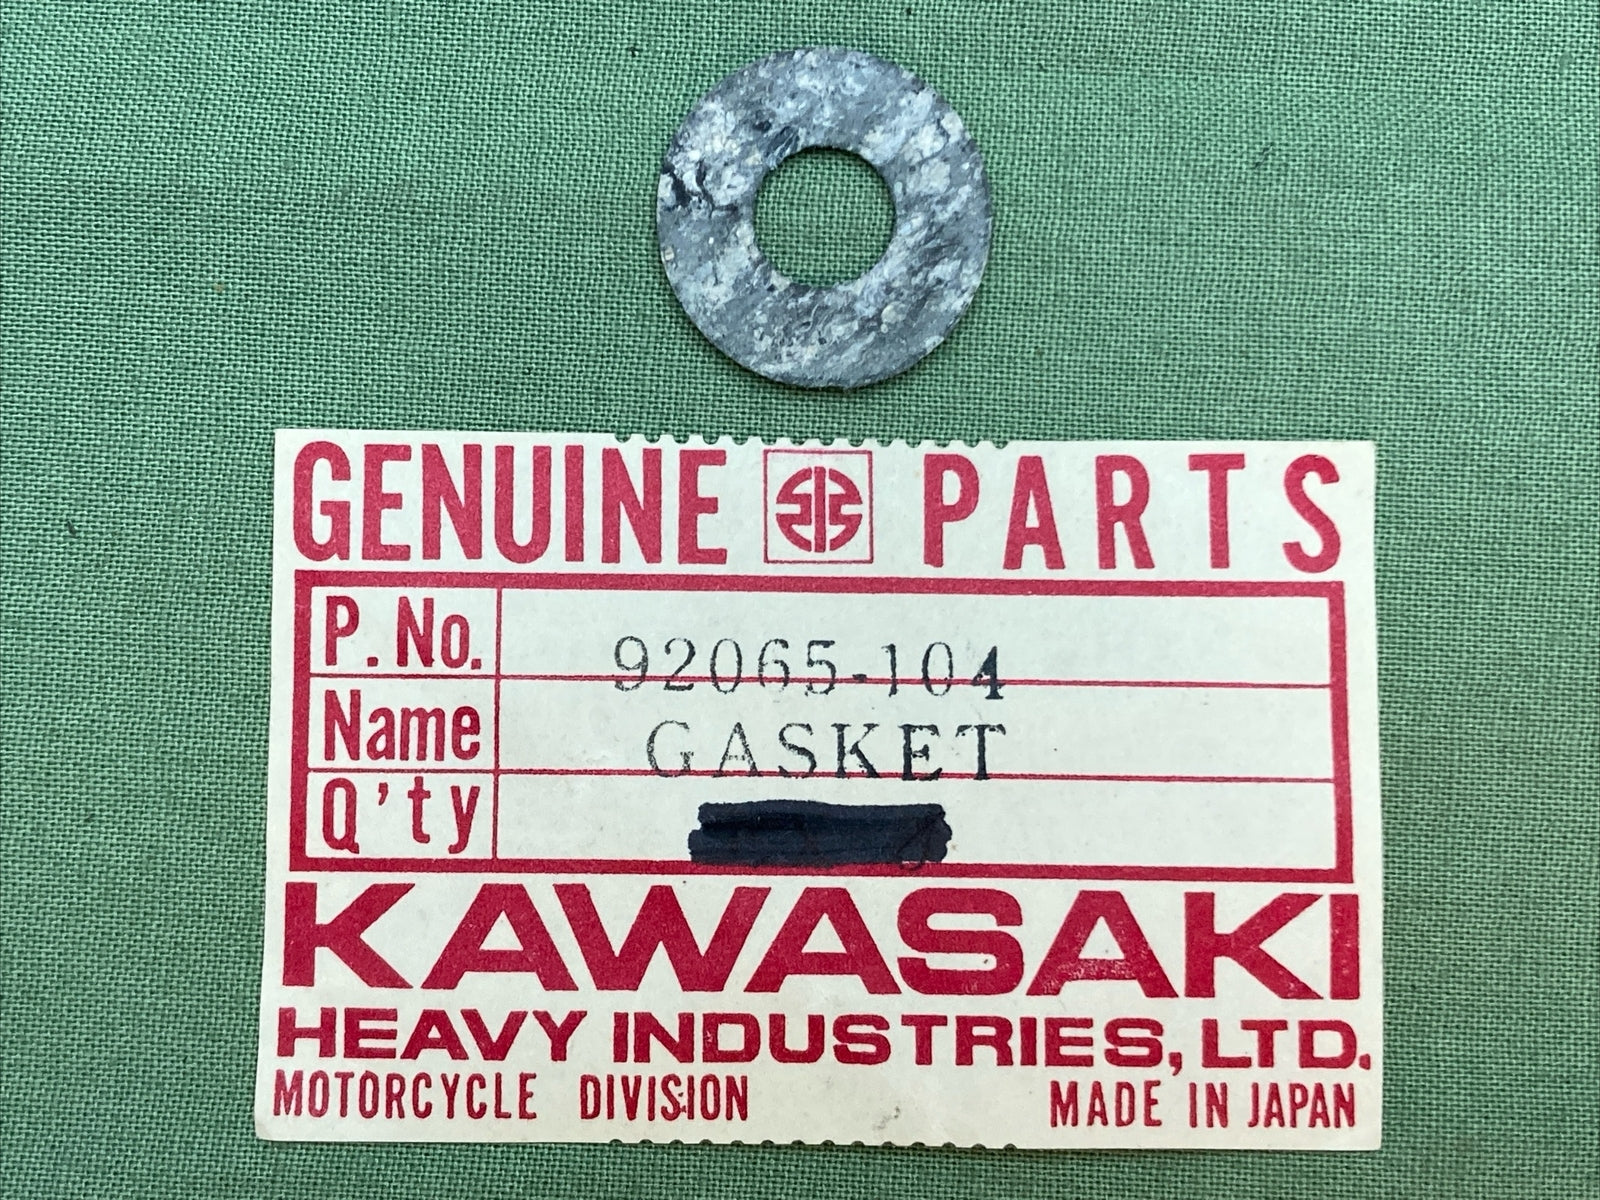 GENUINE PARTS
P. No. 92065-104
Name GASKET
Q'ty
KAWASAKI
HEAVY INDUSTRIES, LTD.
MOTORCYCLE DIVISION MADE IN JAPAN